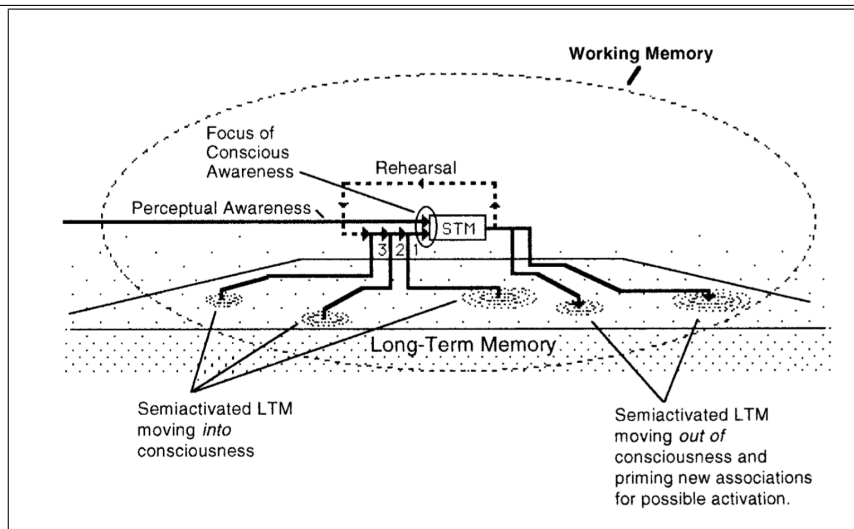 Working Memory
Focus of
Conscious
Awareness
Rehearsal
Perceptual Awareness
STM
3 2 1
Long-Term Memory
Semiactivated LTM
moving into
consciousness
Semiactivated LTM
moving out of
consciousness and
priming new associations
for possible activation.